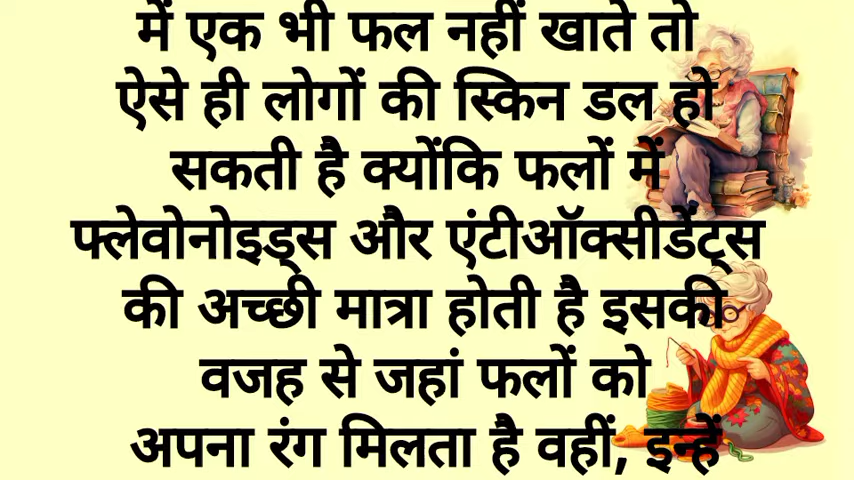 में एक भी फल नहीं खाते तो
ऐसे ही लोगों की स्किन डल हो
सकती है क्योंकि फलों में
फ्लेवोनोइड्स और एंटीऑक्सीडेंट्स
की अच्छी मात्रा होती है इसकी
वजह से जहां फलों को
अपना रंग मिलता है वहीं, इन्हें